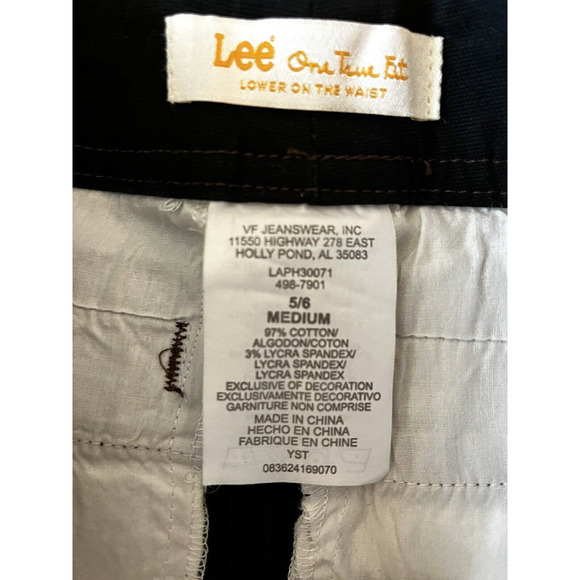 Lee® One True Fit
LOWER ON THE WAIST
VF JEANSWEAR, INC
11550 HIGHWAY 278 EAST
HOLLY POND, AL 35083
LAPH30071
498-7901
5/6
MEDIUM
97% COTTON/
ALGODON/COTON
3% LYCRA SPANDEX/
LYCRA SPANDEX/
LYCRA SPANDEX
EXCLUSIVE OF DECORATION
EXCLUSIVAMENTE DECORATIVO
GARNITURE NON COMPRISE
MADE IN CHINA
HECHO EN CHINA
FABRIQUE EN CHINE
YST
083624169070